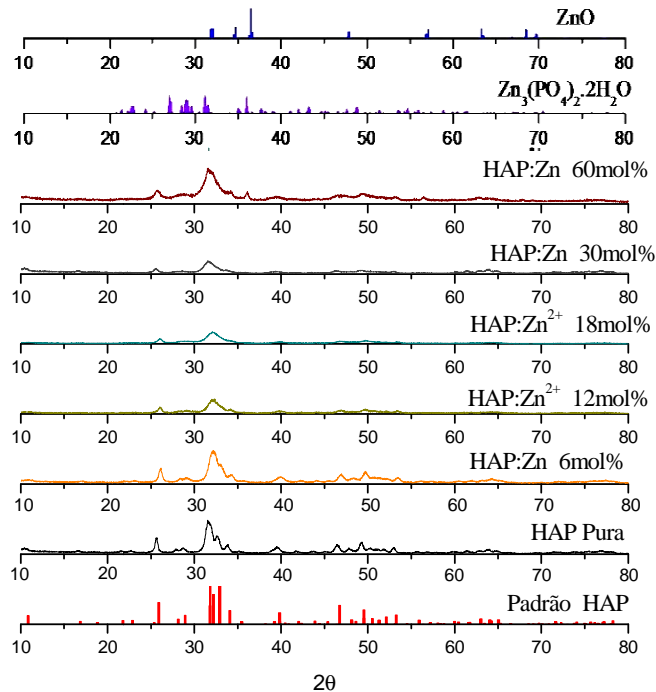 ZnO
10 20 30 40 50 60 70 80
Zn₃(PO₄)₂.2H₂O
10 20 30 40 50 60 70 80
HAP:Zn 60mol%
10 20 30 40 50 60 70 80
HAP:Zn 30mol%
10 20 30 40 50 60 70 80
HAP:Zn²⁺ 18mol%
10 20 30 40 50 60 70 80
HAP:Zn²⁺ 12mol%
10 20 30 40 50 60 70 80
HAP:Zn 6mol%
10 20 30 40 50 60 70 80
HAP Pura
10 20 30 40 50 60 70 80
Padrão HAP
10 20 30 40 50 60 70 80
2θ